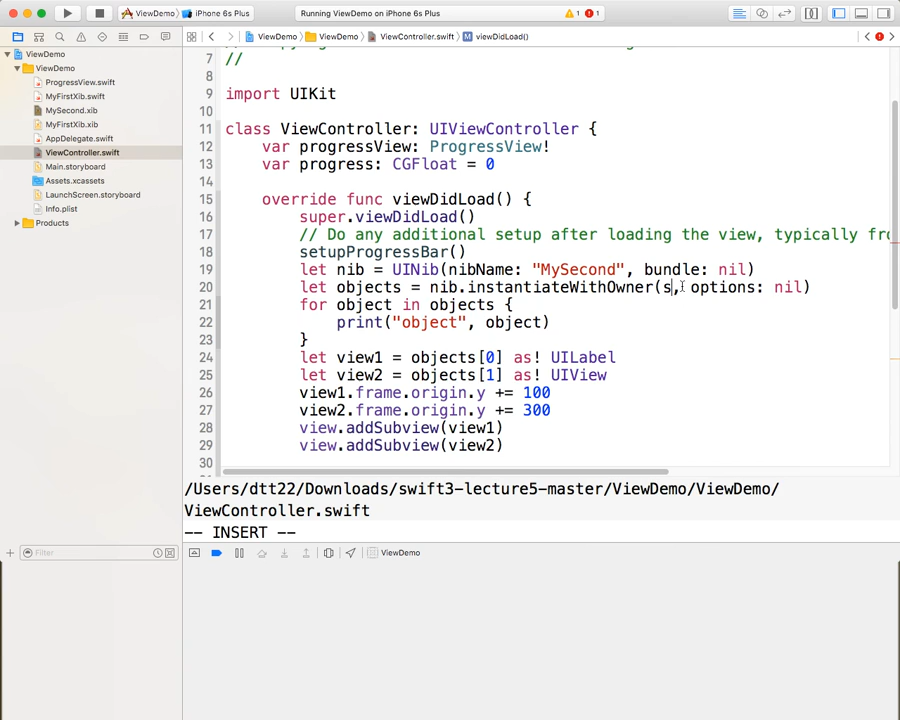 ViewDemo iPhone 6s Plus Running ViewDemo on iPhone 6s Plus 1 1
ViewDemo ViewDemo ViewController.swift M viewDidLoad()
ViewDemo
ViewDemo
ProgressView.swift
MyFirstXib.swift
MySecond.xib
MyFirstXib.xib
AppDelegate.swift
ViewController.swift
Main.storyboard
Assets.xcassets
LaunchScreen.storyboard
Info.plist
Products
7 //
8
9 import UIKit
10
11 class ViewController: UIViewController {
12 var progressView: ProgressView!
13 var progress: CGFloat = 0
14
15 override func viewDidLoad() {
16 super.viewDidLoad()
17 // Do any additional setup after loading the view, typically fr
18 setupProgressBar()
19 let nib = UINib(nibName: "MySecond", bundle: nil)
20 let objects = nib.instantiateWithOwner(s, options: nil)
21 for object in objects {
22 print("object", object)
23 }
24 let view1 = objects[0] as! UILabel
25 let view2 = objects[1] as! UIView
26 view1.frame.origin.y += 100
27 view2.frame.origin.y += 300
28 view.addSubview(view1)
29 view.addSubview(view2)
30
/Users/dtt22/Downloads/swift3-lecture5-master/ViewDemo/ViewDemo/
ViewController.swift
-- INSERT --
Filter
ViewDemo